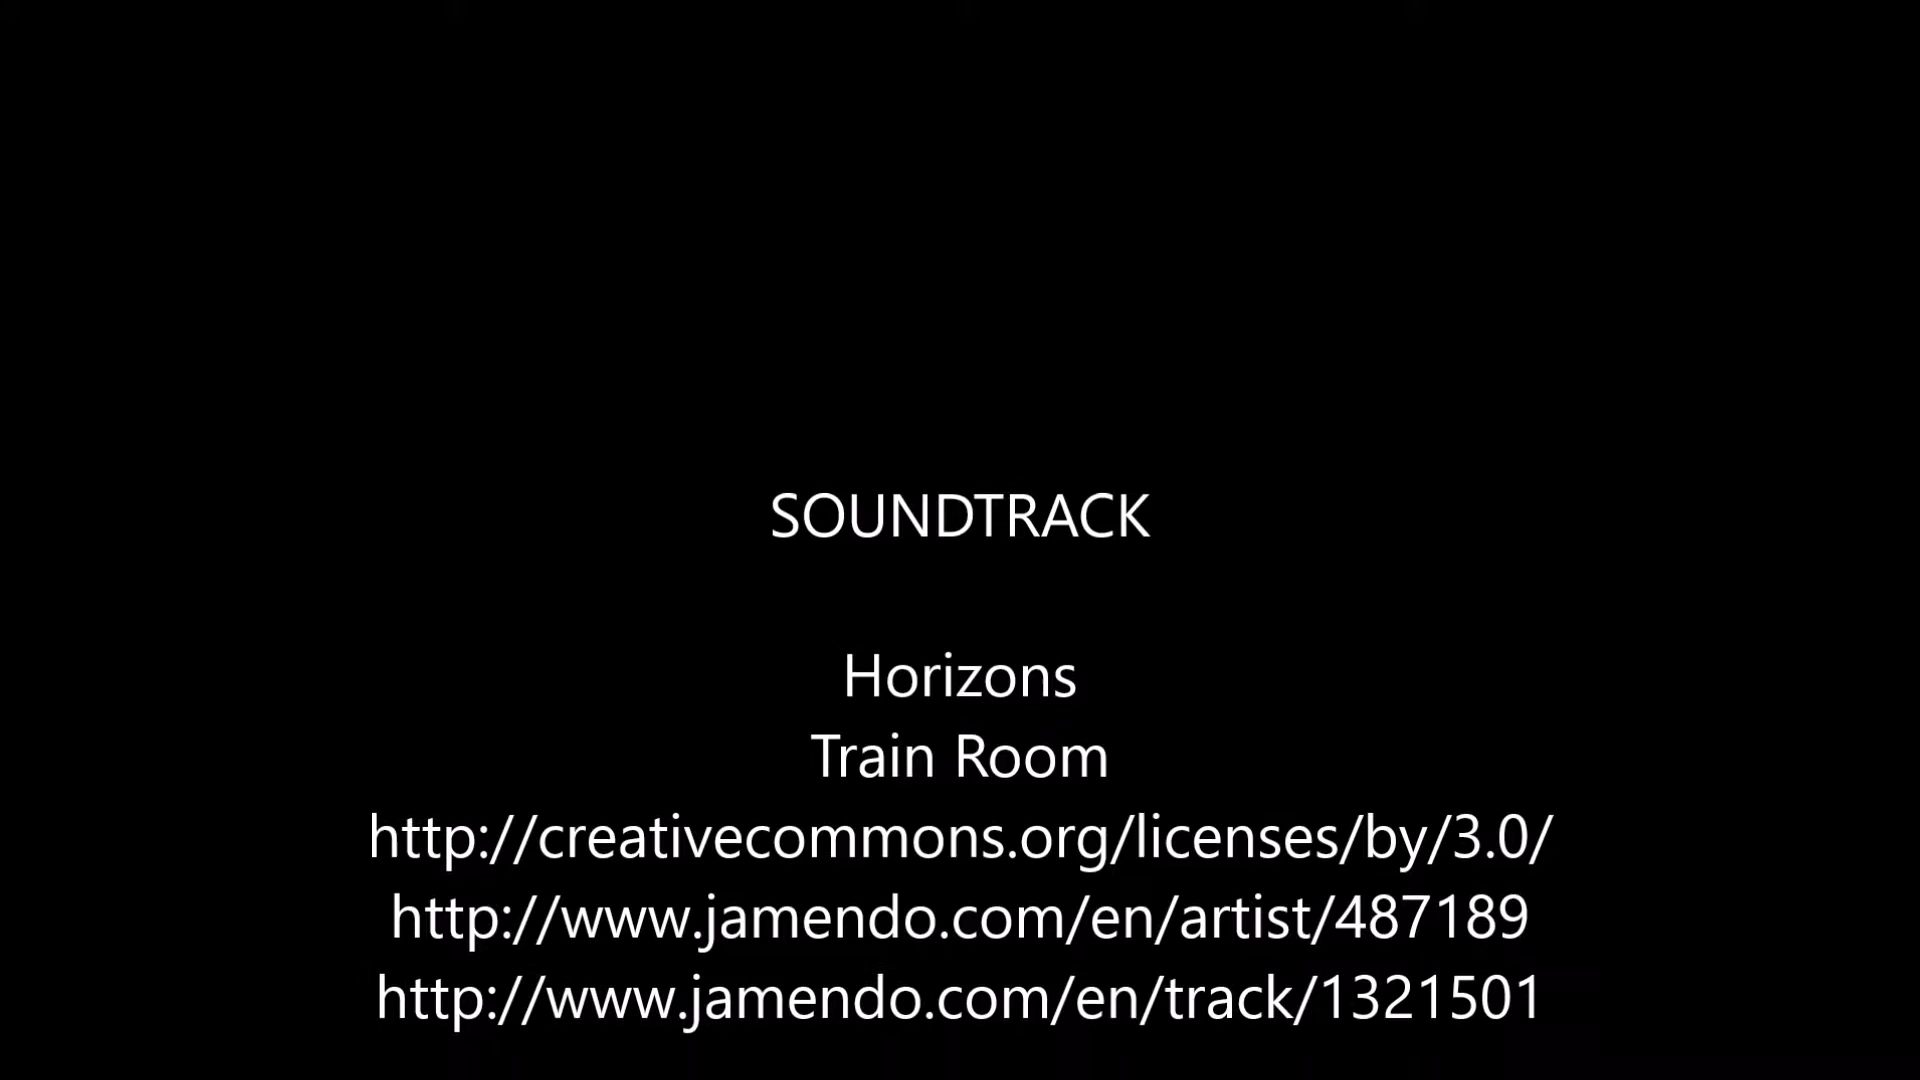 SOUNDTRACK
Horizons
Train Room
http://creativecommons.org/licenses/by/3.0/
http://www.jamendo.com/en/artist/487189
http://www.jamendo.com/en/track/1321501